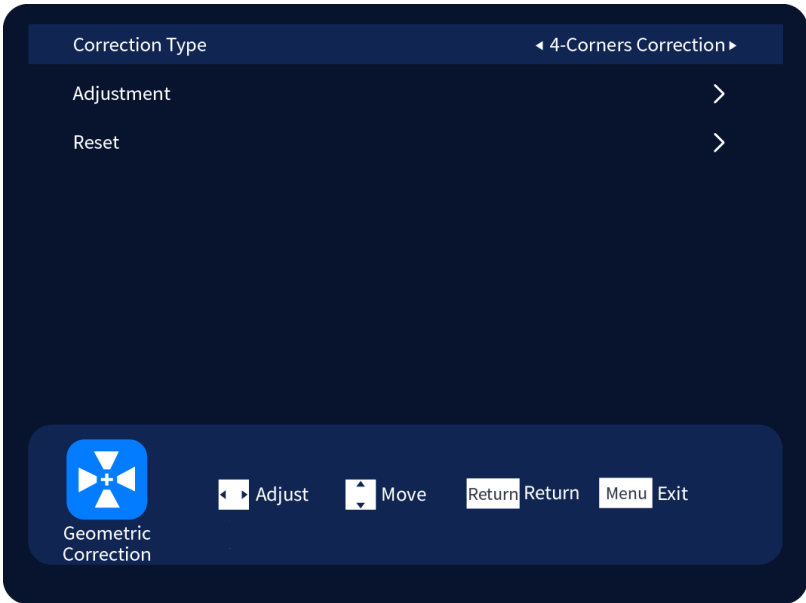 Correction Type 4-Corners Correction
Adjustment
Reset
Adjust Move Return Return Menu Exit
Geometric
Correction